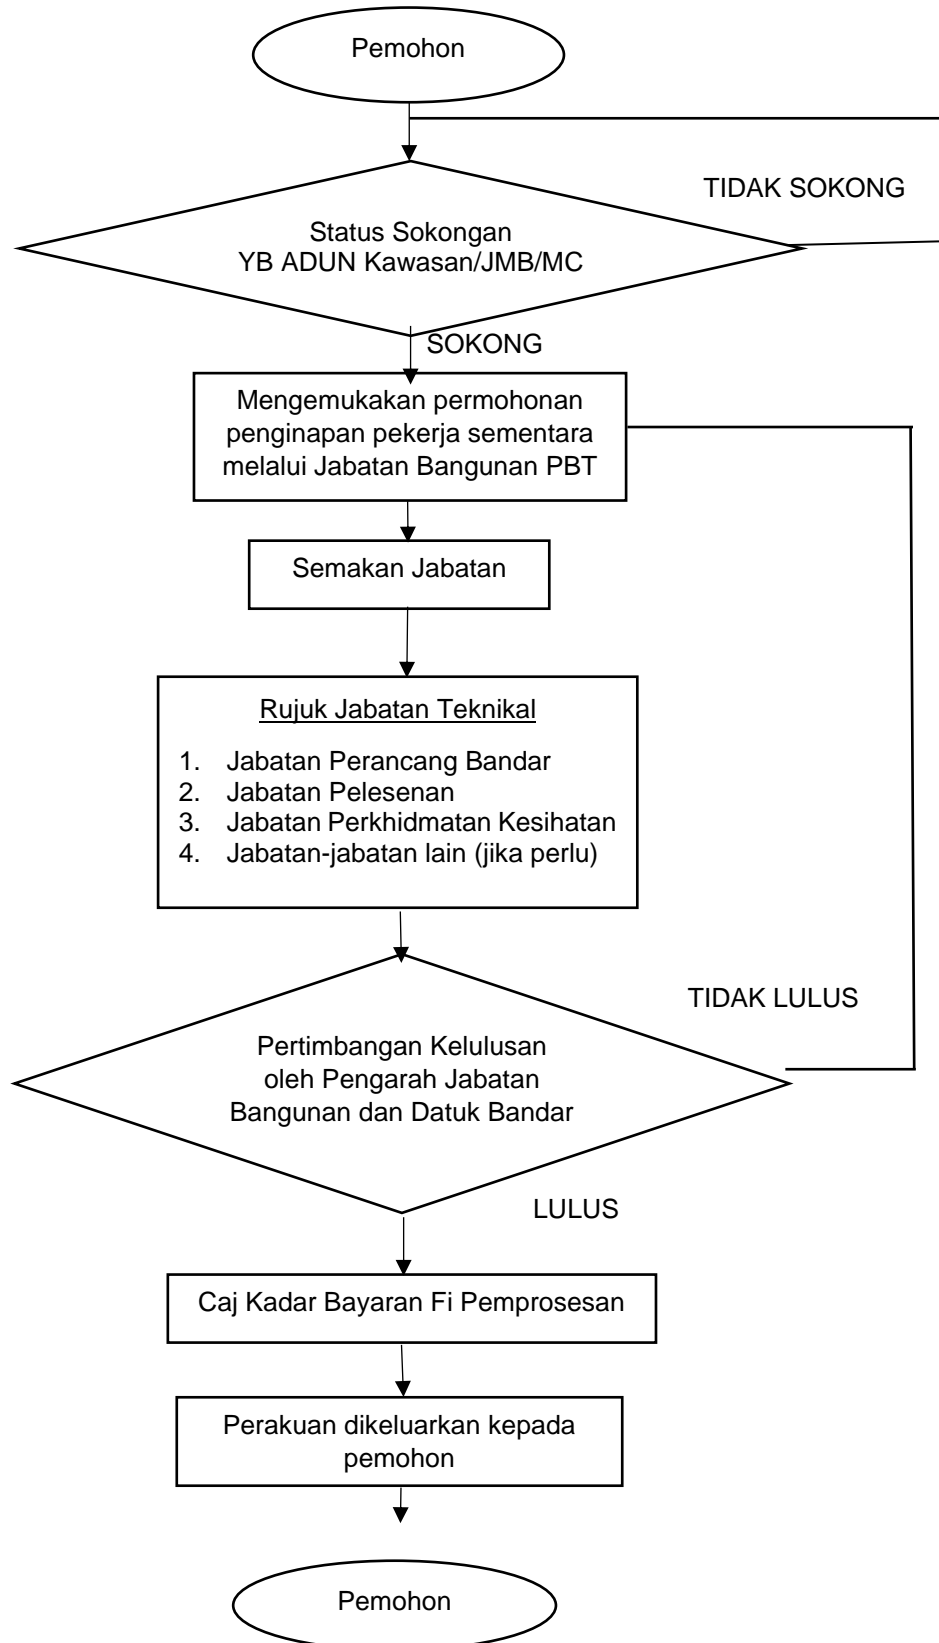 Pemohon
TIDAK SOKONG
Status Sokongan
YB ADUN Kawasan/JMB/MC
SOKONG
Mengemukakan permohonan
penginapan pekerja sementara
melalui Jabatan Bangunan PBT
Semakan Jabatan
Rujuk Jabatan Teknikal
1. Jabatan Perancang Bandar
2. Jabatan Pelesenan
3. Jabatan Perkhidmatan Kesihatan
4. Jabatan-jabatan lain (jika perlu)
TIDAK LULUS
Pertimbangan Kelulusan
oleh Pengarah Jabatan
Bangunan dan Datuk Bandar
LULUS
Caj Kadar Bayaran Fi Pemprosesan
Perakuan dikeluarkan kepada
pemohon
Pemohon